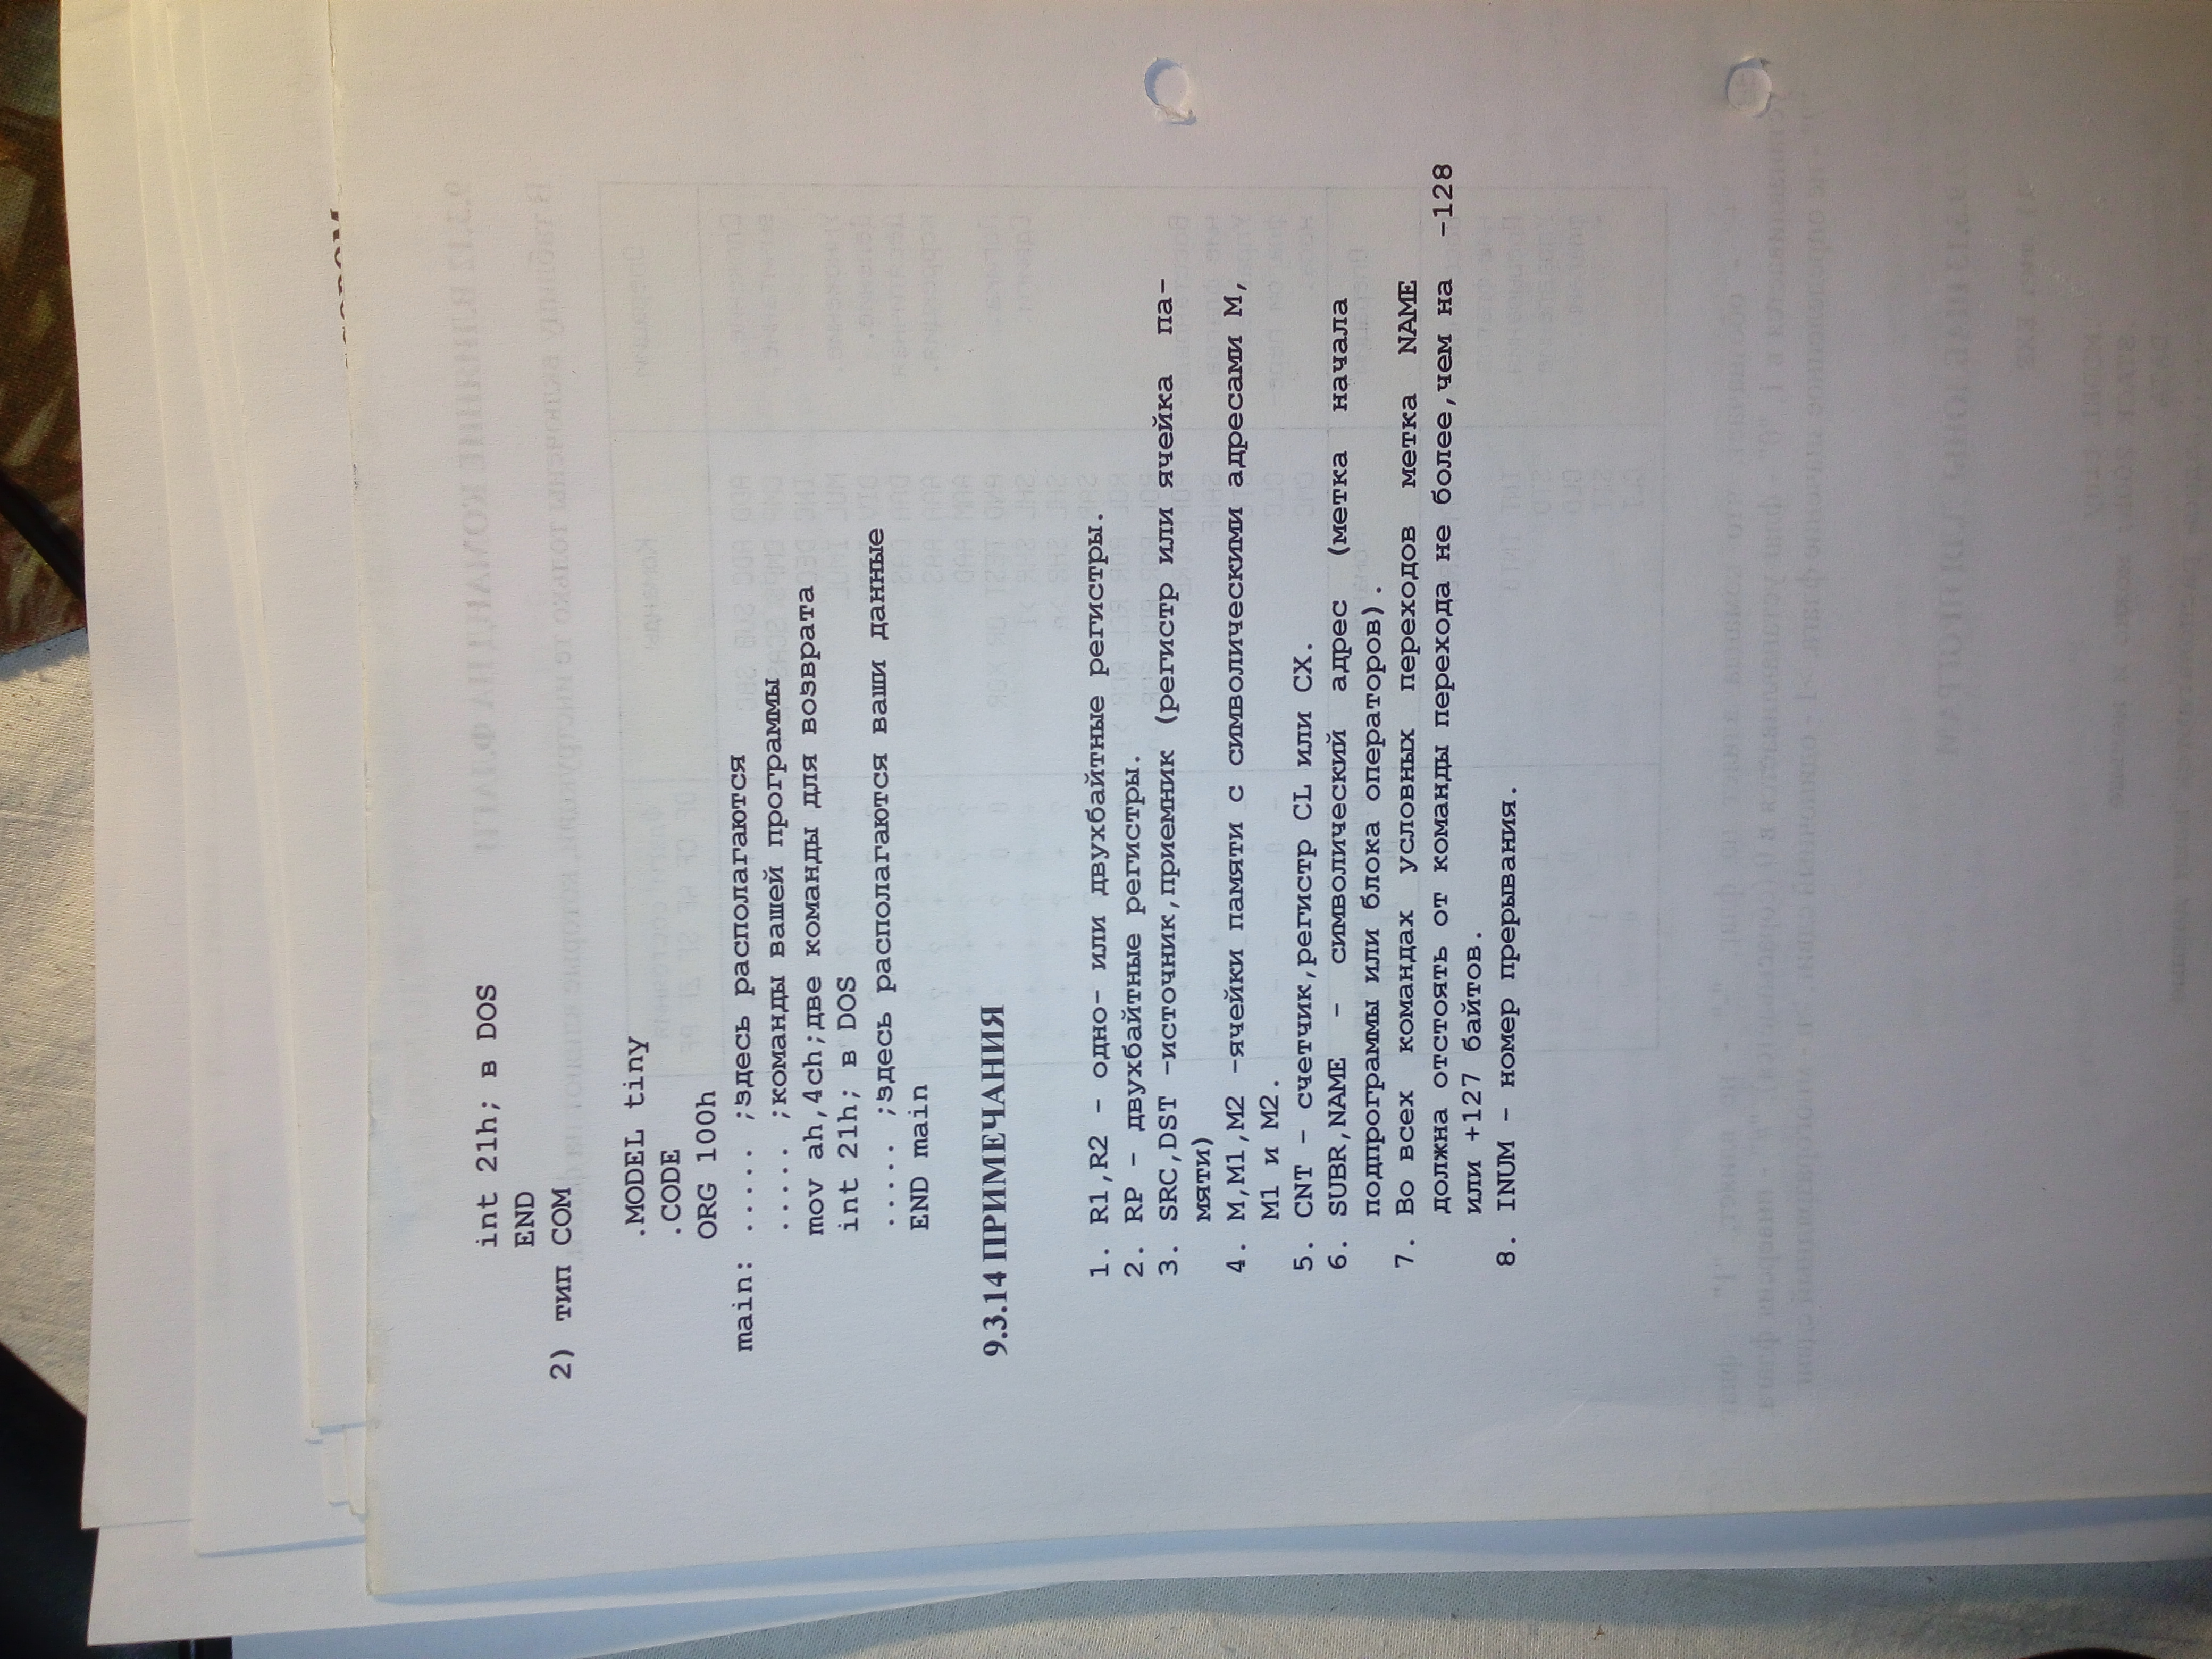 int 21h; в DOS
END
2) тип COM
.MODEL tiny
.CODE
ORG 100h
main: ..... ;здесь располагаются
..... ;команды вашей программы
mov ah,4ch;две команды для возврата
int 21h; в DOS
..... ;здесь располагаются ваши данные
END main
9.3.14 ПРИМЕЧАНИЯ
1. R1,R2 – одно- или двухбайтные регистры.
2. RP – двухбайтные регистры.
3. SRC,DST –источник,приемник (регистр или ячейка па-
мяти)
4. M,M1,M2 –ячейки памяти с символическими адресами M,
M1 и M2.
5. CNT – счетчик,регистр CL или CX.
6. SUBR,NAME – символический адрес (метка начала
подпрограммы или блока операторов).
7. Во всех командах условных переходов метка NAME
должна отстоять от команды перехода не более,чем на -128
или +127 байтов.
8. INUM – номер прерывания.